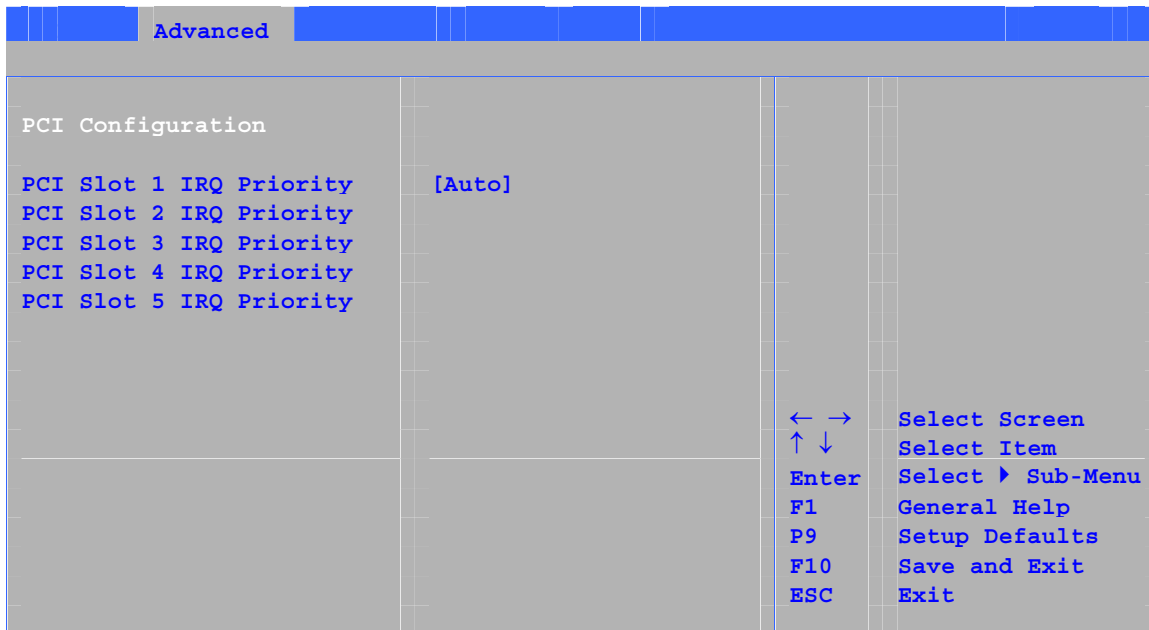 Advanced
PCI Configuration
PCI Slot 1 IRQ Priority [Auto]
PCI Slot 2 IRQ Priority
PCI Slot 3 IRQ Priority
PCI Slot 4 IRQ Priority
PCI Slot 5 IRQ Priority
← → Select Screen
↑ ↓ Select Item
Enter Select ▶ Sub-Menu
F1 General Help
P9 Setup Defaults
F10 Save and Exit
ESC Exit